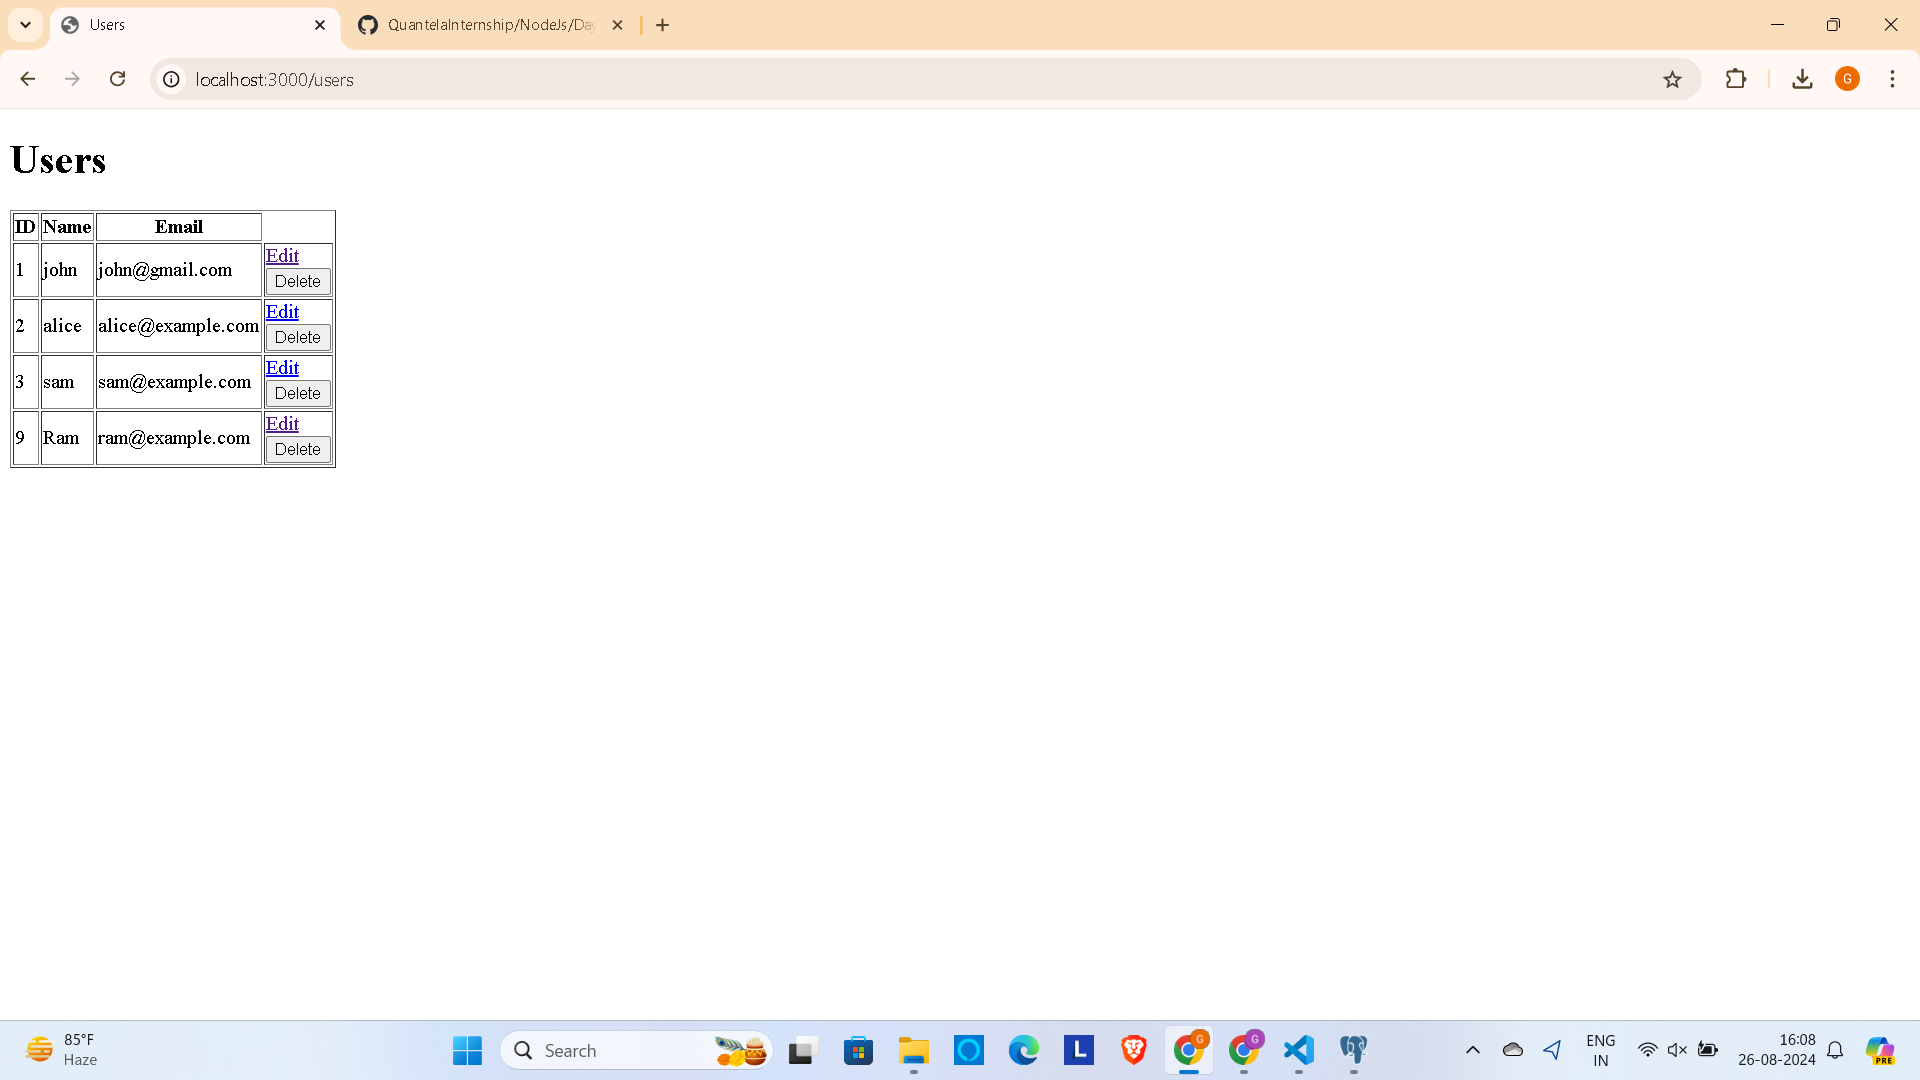 Users
QuantelaInternship/NodeJs/Da
localhost:3000/users
Users
ID Name Email
1 john john@gmail.com Edit
Delete
2 alice alice@example.com Edit
Delete
3 sam sam@example.com Edit
Delete
9 Ram ram@example.com Edit
Delete
85°F
Haze
Search
L
G
G
G
PRE
ENG
IN
16:08
26-08-2024